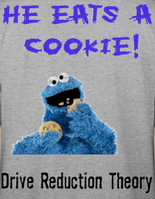 HE EATS A
COOKIE!
Drive Reduction Theory